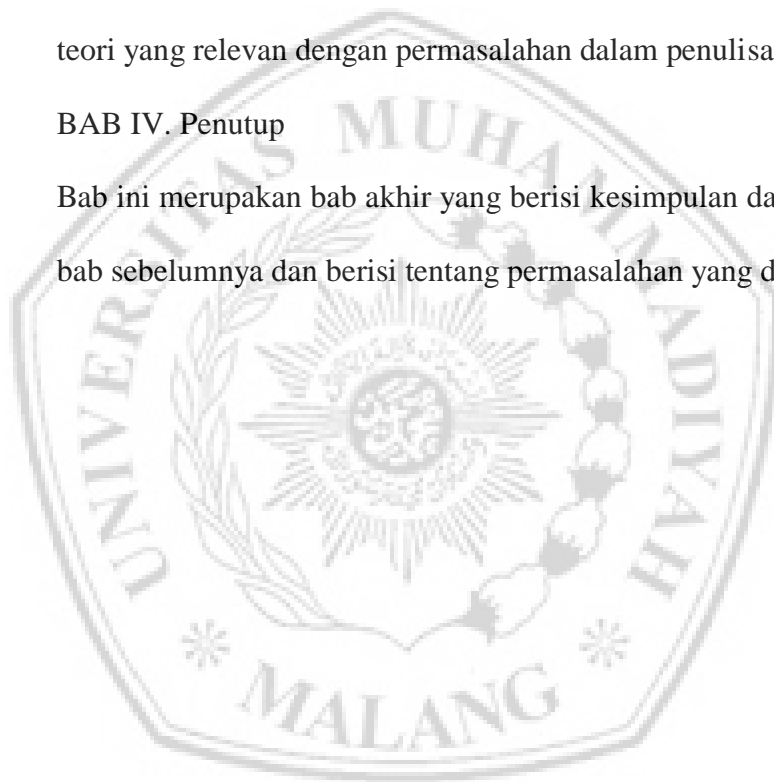 teori yang relevan dengan permasalahan dalam penulisa
BAB IV. Penutup
Bab ini merupakan bab akhir yang berisi kesimpulan da
bab sebelumnya dan berisi tentang permasalahan yang d
UNIVERSITAS MUHAMMADIYAH
MALANG